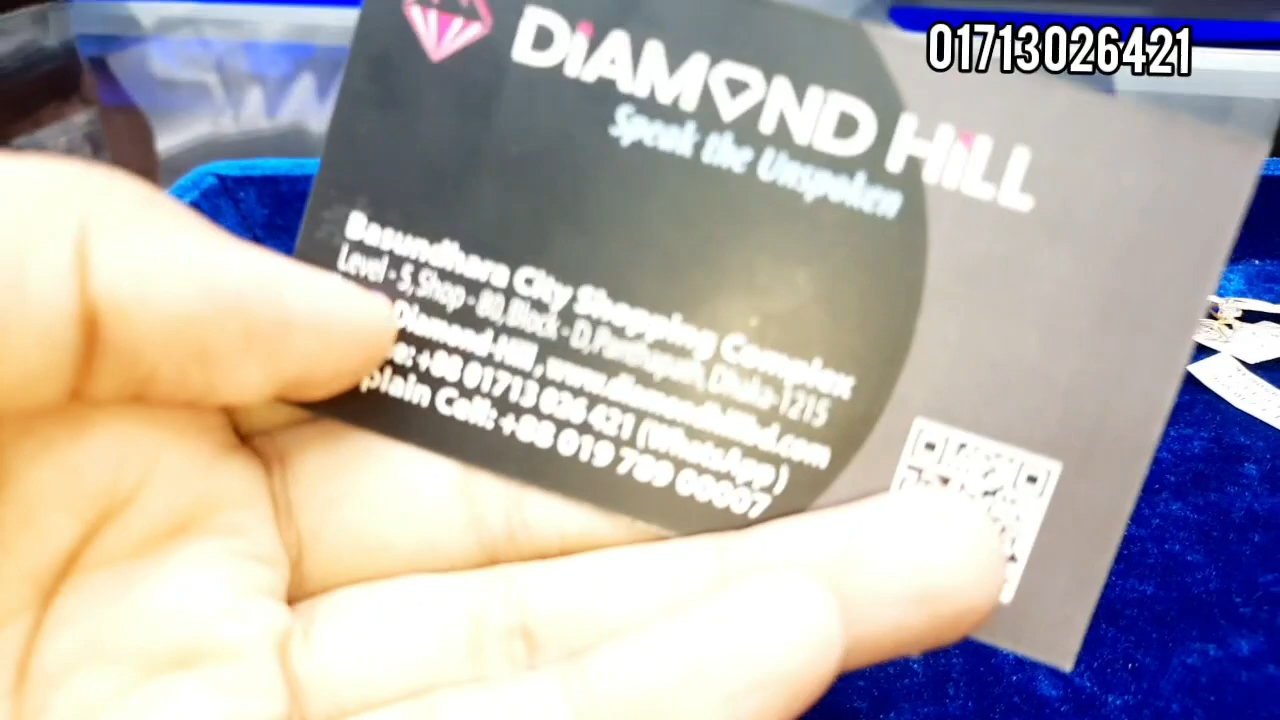 01713026421
DiAMOND HiLL
Speak the Unspoken
Basundhara City Shopping Complex
Level - 5, Shop - 80, Block - D, Panthapath, Dhaka-1215
Diamond-Hill, www.diamondhillbd.com
e: +88 01713 026 421 (WhatsApp)
plain Call: +88 019 789 00007